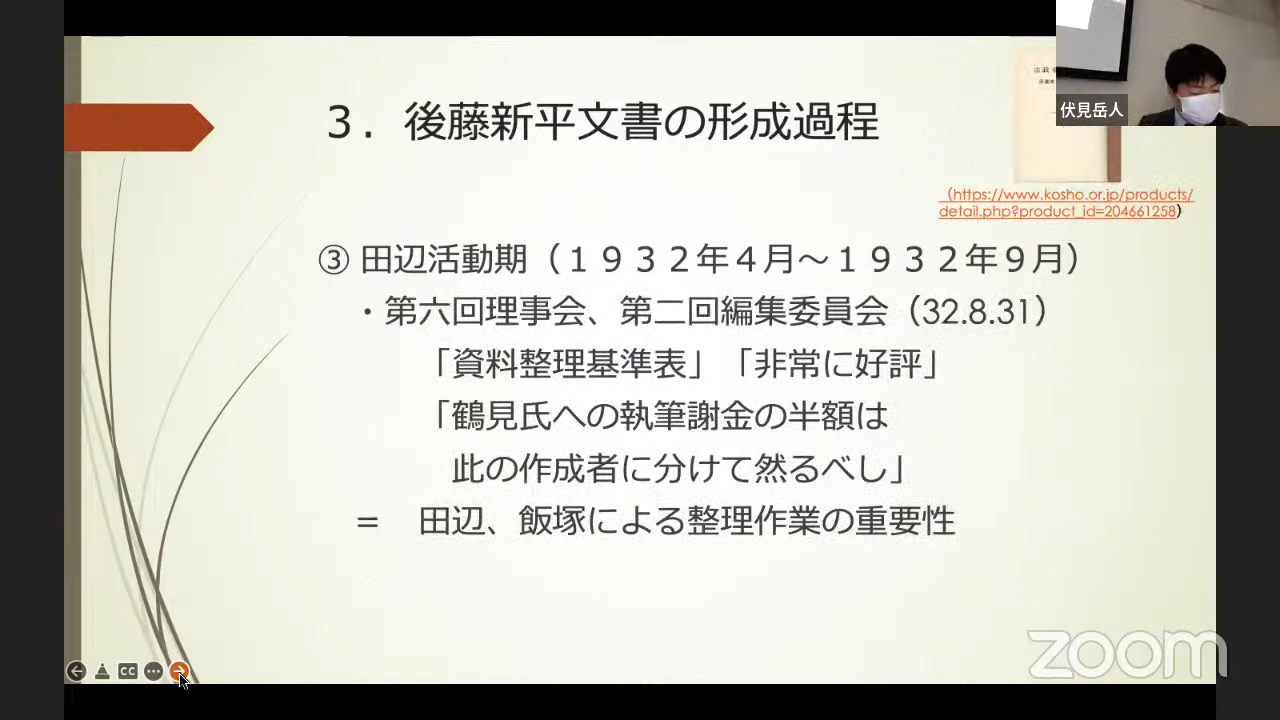 ３．後藤新平文書の形成過程
伏見岳人
（https://www.kosho.or.jp/products/
detail.php?product_id=204661258）
③ 田辺活動期（１９３２年４月～１９３２年９月）
・第六回理事会、第二回編集委員会（32.8.31）
「資料整理基準表」「非常に好評」
「鶴見氏への執筆謝金の半額は
此の作成者に分けて然るべし」
＝　田辺、飯塚による整理作業の重要性
CC
zoom